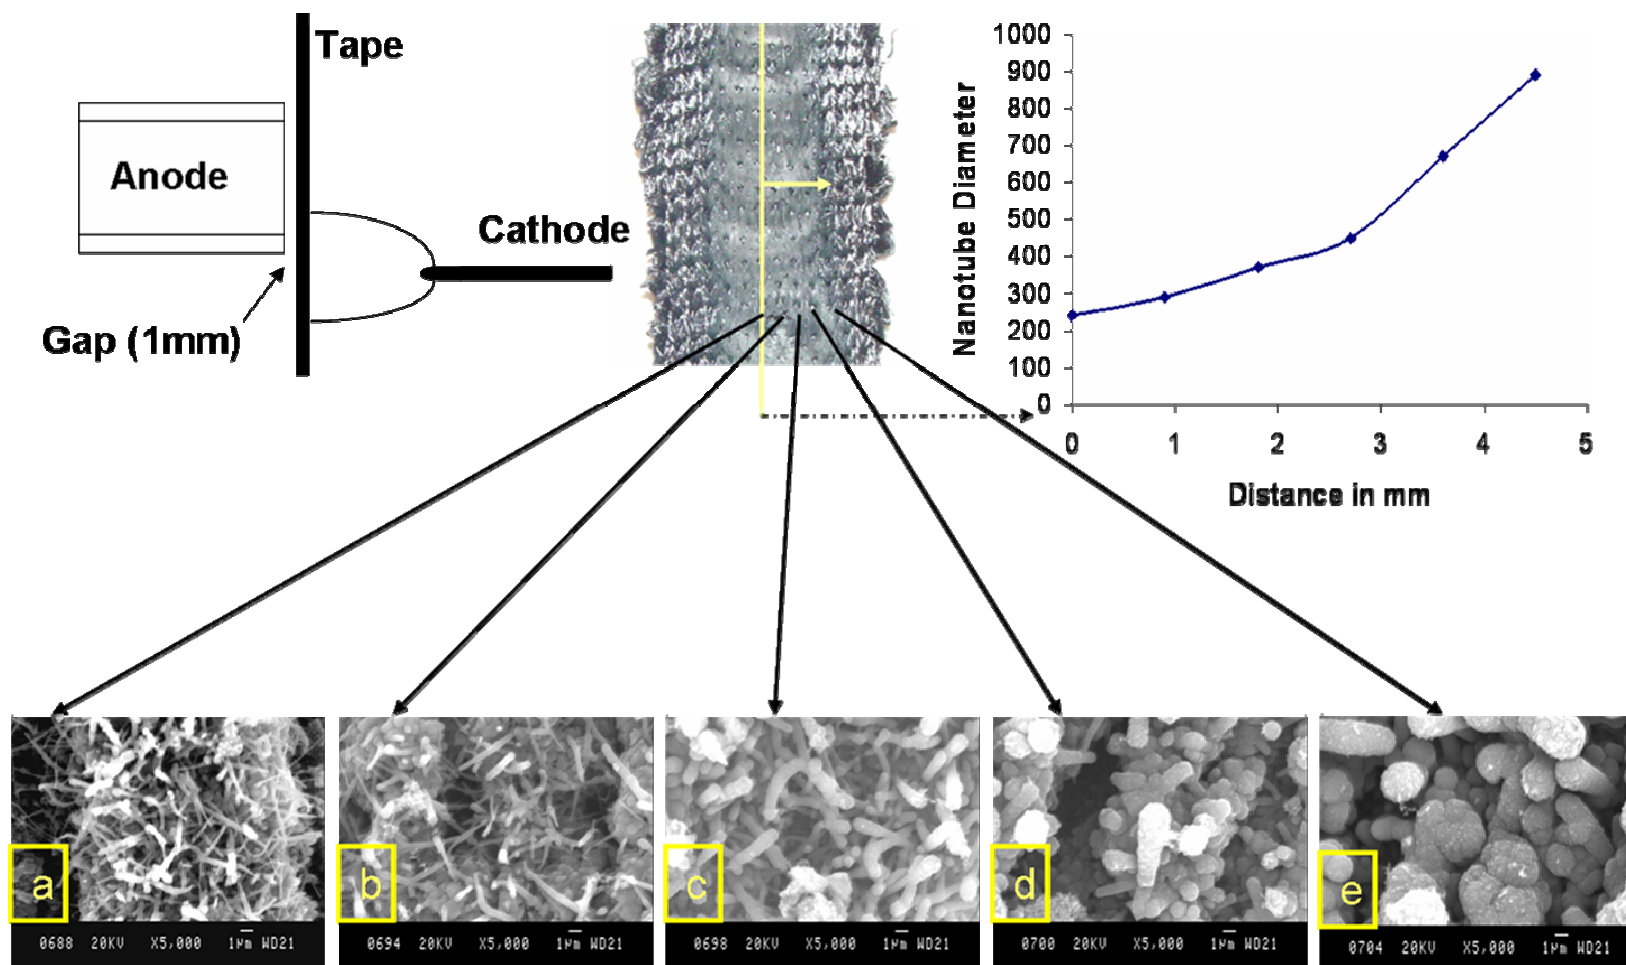 Tape
Anode
Cathode
Gap (1mm)
Nanotube Diameter
1000
900
800
700
600
500
400
300
200
100
0
0 1 2 3 4 5
Distance in mm
a
0688 20KV X5,000 1µm WD21
b
0694 20KV X5,000 1µm WD21
c
0698 20KV X5,000 1µm WD21
d
0700 20KV X5,000 1µm WD21
e
0704 20KV X5,000 1µm WD21